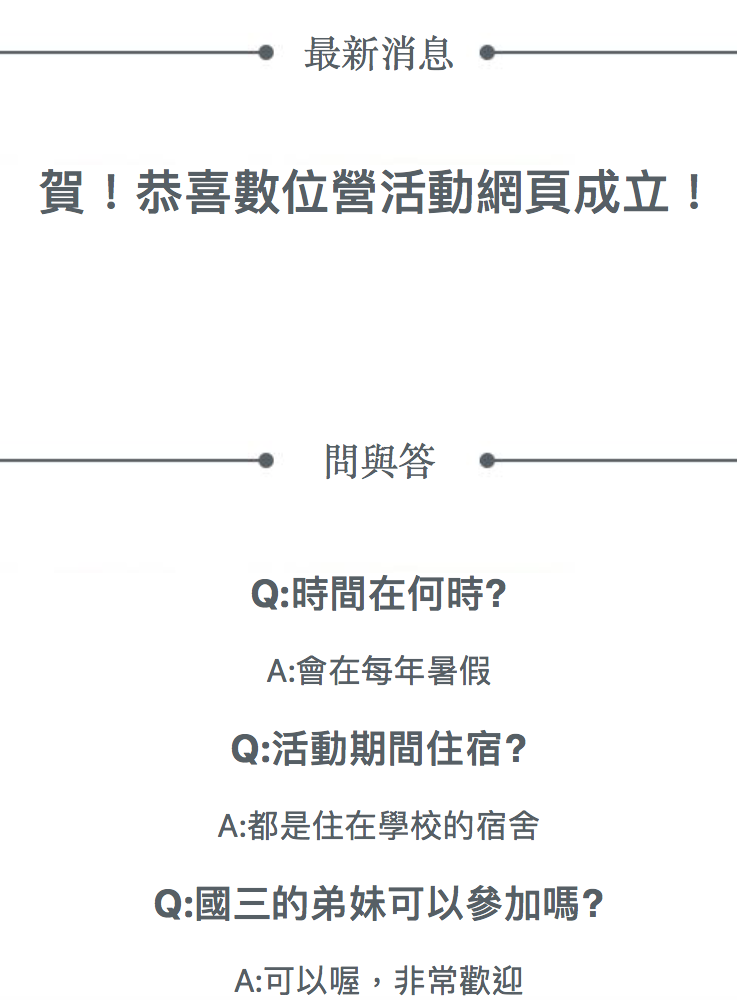 最新消息
賀！恭喜數位營活動網頁成立！
問與答
Q:時間在何時?
A:會在每年暑假
Q:活動期間住宿?
A:都是住在學校的宿舍
Q:國三的弟妹可以參加嗎?
A:可以喔，非常歡迎